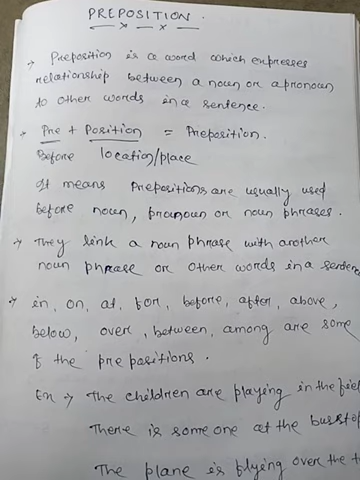 PREPOSITION.
→ Preposition is a word which expresses
relationship between a noun or a pronoun
to other words in a sentence.
→ Pre + Position = Preposition.
Before location/place
It means Prepositions are usually used
before noun, pronoun or noun phrases.
→ They link a noun phrase with another
noun phrase or other words in a sentenc
→ in, on, at, for, before, after, above,
below, over, between, among are some
of the prepositions.
Ex → The children are playing in the fiel
There is some one at the busstop
The plane is flying over the t